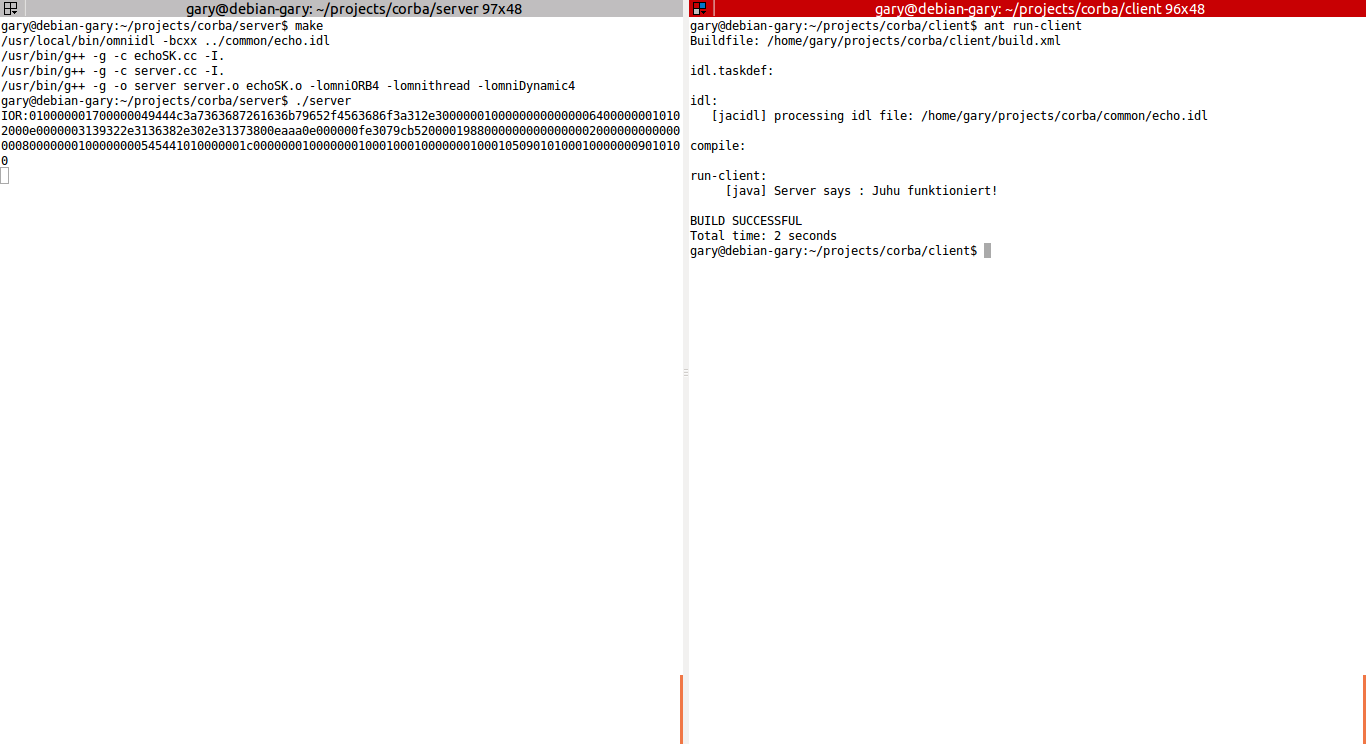 gary@debian-gary: ~/projects/corba/server 97x48
gary@debian-gary:~/projects/corba/server$ make
/usr/local/bin/omniidl -bcxx ../common/echo.idl
/usr/bin/g++ -g -c echoSK.cc -I.
/usr/bin/g++ -g -c server.cc -I.
/usr/bin/g++ -g -o server server.o echoSK.o -lomniORB4 -lomnithread -lomniDynamic4
gary@debian-gary:~/projects/corba/server$ ./server
IOR:010000001700000049444c3a7363687261636b79652f4563686f3a312e30000001000000000000006400000001010
2000e0000003139322e3136382e302e31373800eaaa0e000000fe3079cb52000019880000000000000002000000000000
000800000001000000005454410100000001c00000001000000010001000100000001000105090101000100000009010100
0
gary@debian-gary: ~/projects/corba/client 96x48
gary@debian-gary:~/projects/corba/client$ ant run-client
Buildfile: /home/gary/projects/corba/client/build.xml
idl.taskdef:
idl:
[jacidl] processing idl file: /home/gary/projects/corba/common/echo.idl
compile:
run-client:
[java] Server says : Juhu funktioniert!
BUILD SUCCESSFUL
Total time: 2 seconds
gary@debian-gary:~/projects/corba/client$